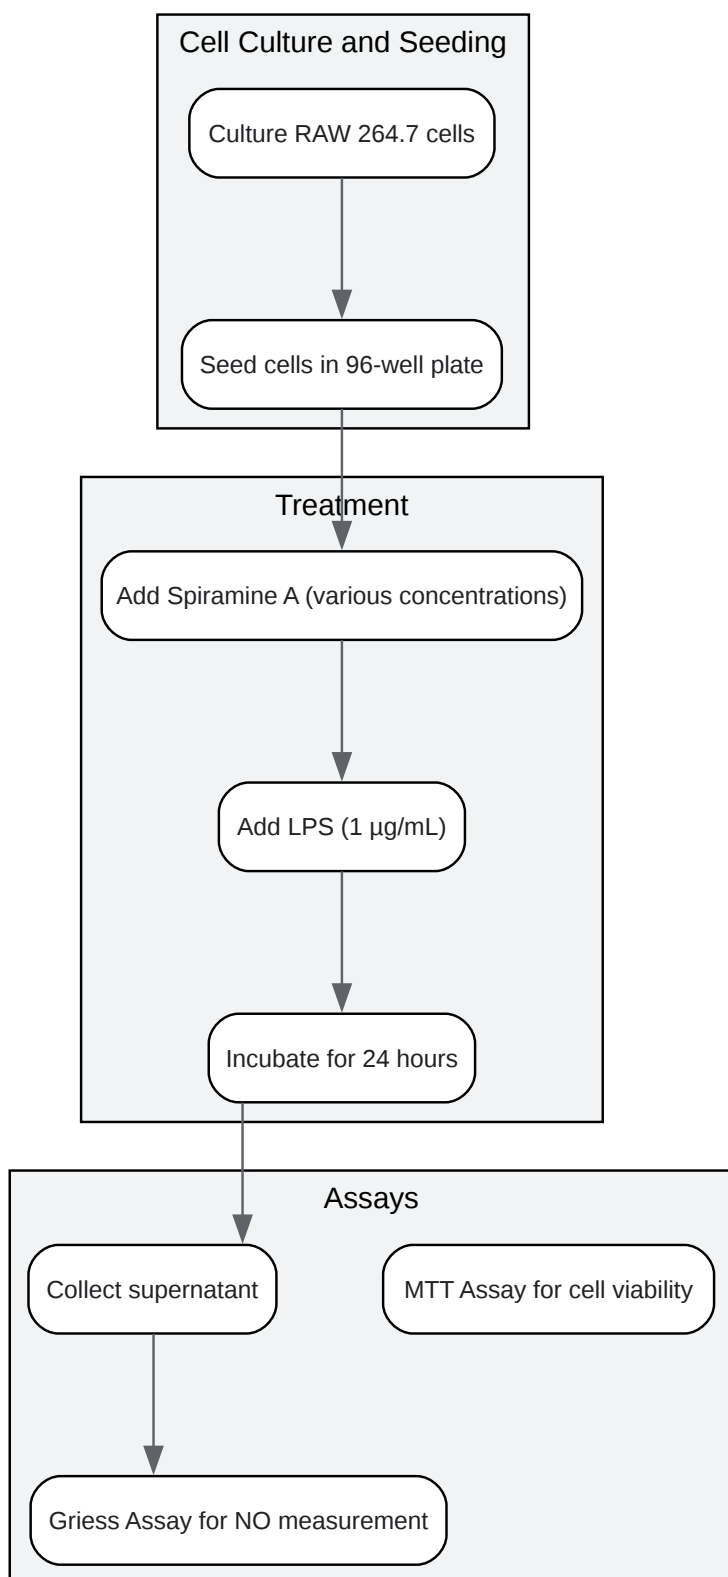 Cell Culture and Seeding
Culture RAW 264.7 cells
Seed cells in 96-well plate
Treatment
Add Spiramine A (various concentrations)
Add LPS (1 µg/mL)
Incubate for 24 hours
Assays
Collect supernatant
MTT Assay for cell viability
Griess Assay for NO measurement